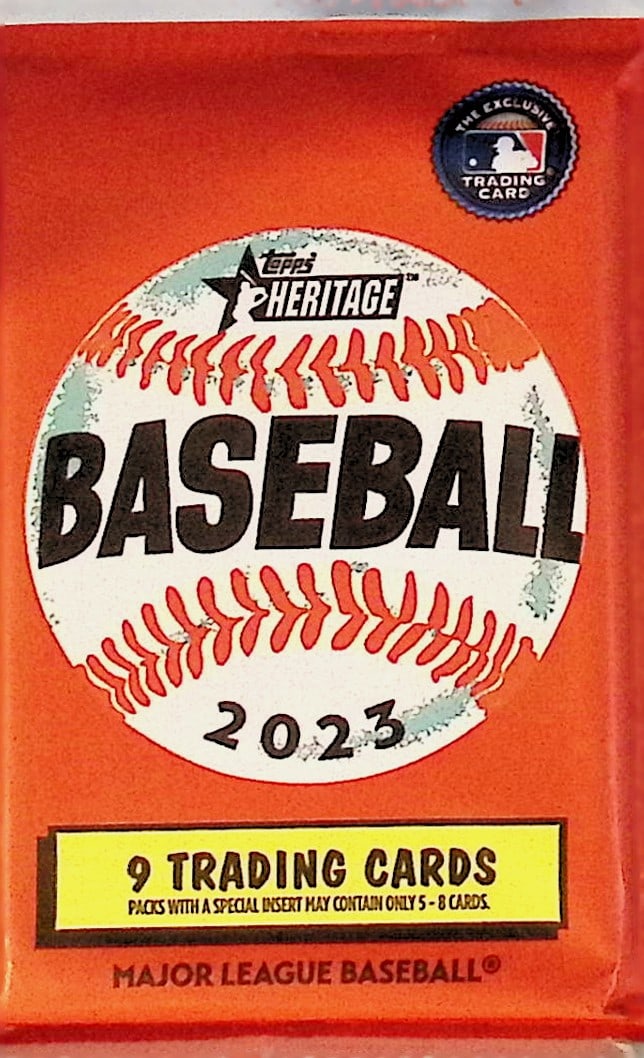 THE EXCLUSIVE
TRADING
CARD
topps
HERITAGE™
BASEBALL
2023
9 TRADING CARDS
PACKS WITH A SPECIAL INSERT MAY CONTAIN ONLY 5 - 8 CARDS.
MAJOR LEAGUE BASEBALL®